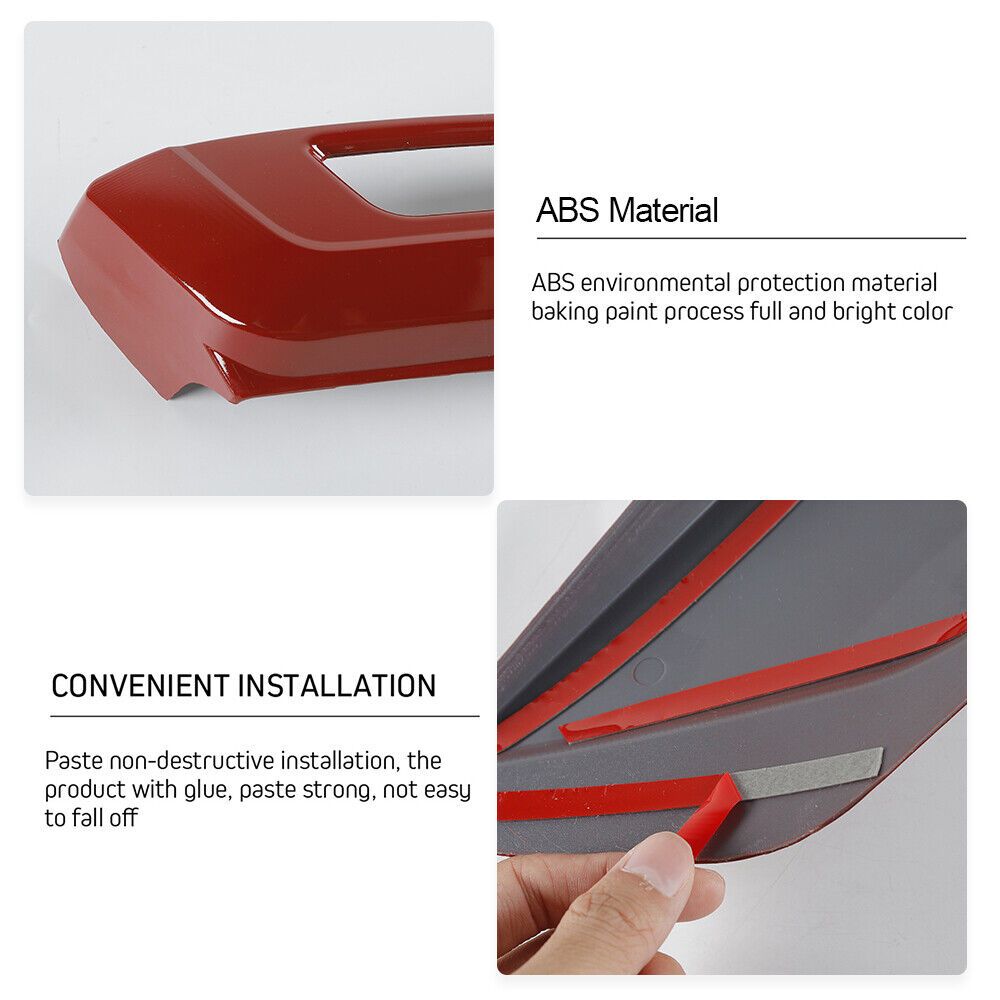 ABS Material
ABS environmental protection material
baking paint process full and bright color
CONVENIENT INSTALLATION
Paste non-destructive installation, the
product with glue, paste strong, not easy
to fall off